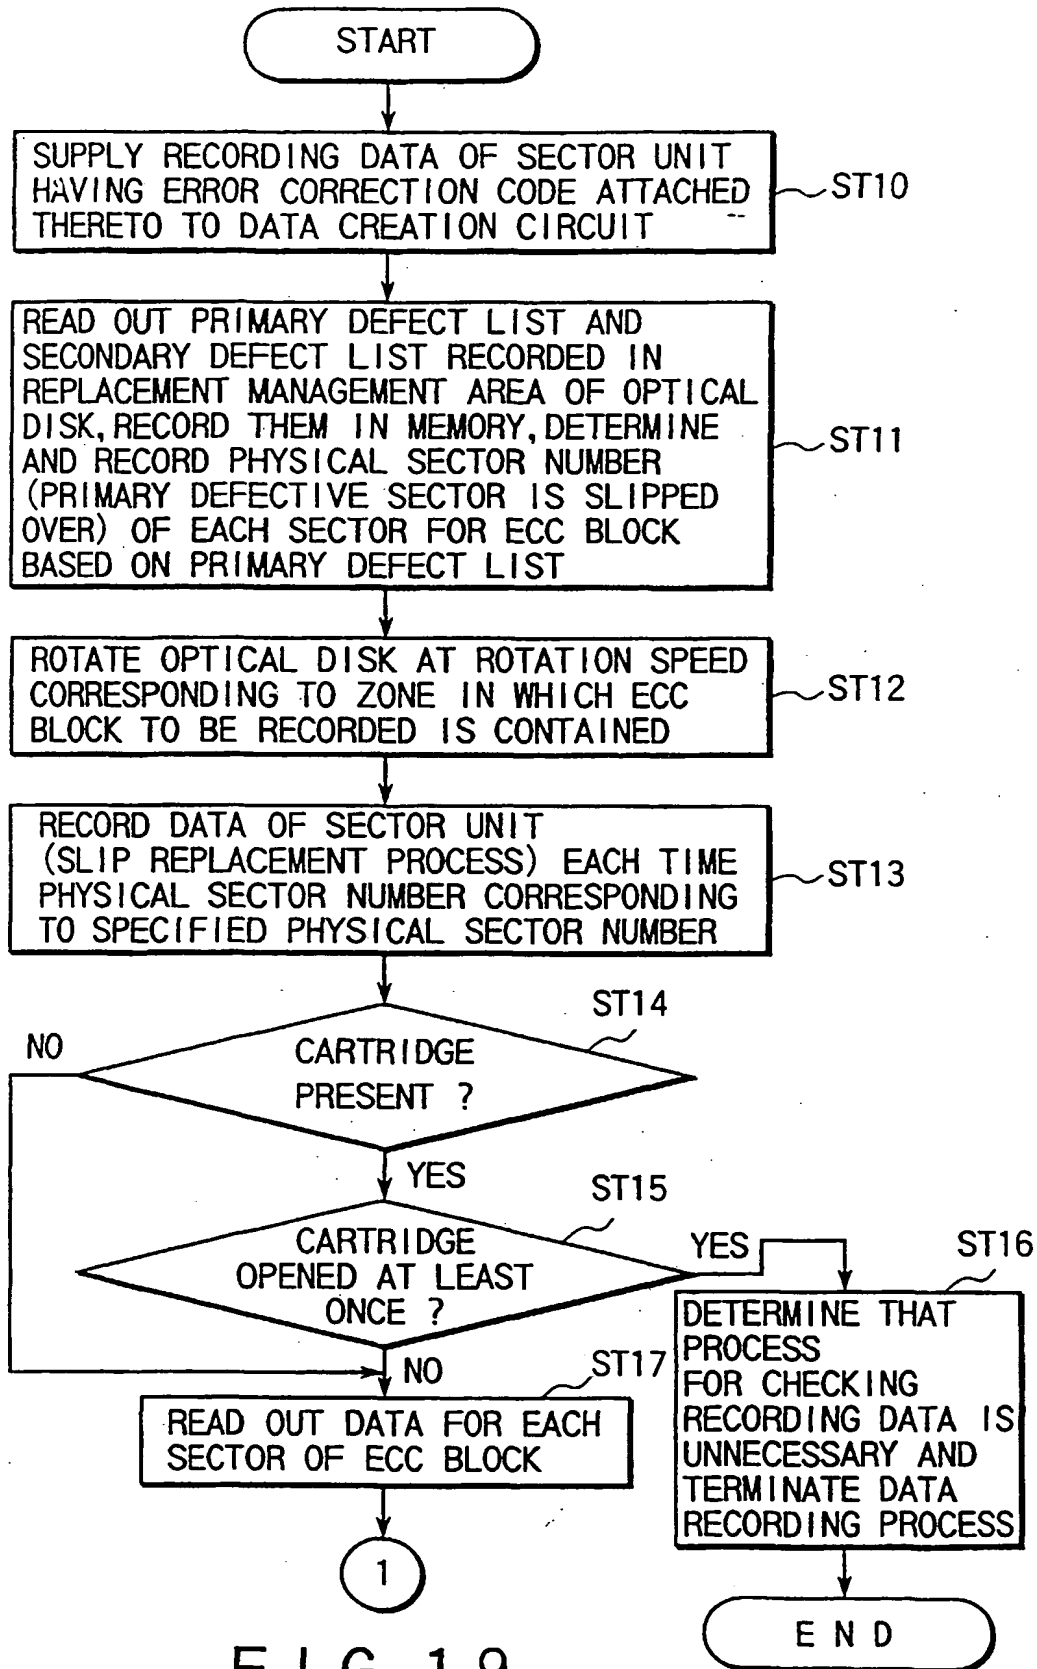 START
SUPPLY RECORDING DATA OF SECTOR UNIT
HAVING ERROR CORRECTION CODE ATTACHED
THERETO TO DATA CREATION CIRCUIT
ST10
READ OUT PRIMARY DEFECT LIST AND
SECONDARY DEFECT LIST RECORDED IN
REPLACEMENT MANAGEMENT AREA OF OPTICAL
DISK, RECORD THEM IN MEMORY, DETERMINE
AND RECORD PHYSICAL SECTOR NUMBER
(PRIMARY DEFECTIVE SECTOR IS SLIPPED
OVER) OF EACH SECTOR FOR ECC BLOCK
BASED ON PRIMARY DEFECT LIST
ST11
ROTATE OPTICAL DISK AT ROTATION SPEED
CORRESPONDING TO ZONE IN WHICH ECC
BLOCK TO BE RECORDED IS CONTAINED
ST12
RECORD DATA OF SECTOR UNIT
(SLIP REPLACEMENT PROCESS) EACH TIME
PHYSICAL SECTOR NUMBER CORRESPONDING
TO SPECIFIED PHYSICAL SECTOR NUMBER
ST13
ST14
NO
CARTRIDGE
PRESENT ?
YES
ST15
CARTRIDGE
OPENED AT LEAST
ONCE ?
YES
ST16
DETERMINE THAT
PROCESS
FOR CHECKING
RECORDING DATA IS
UNNECESSARY AND
TERMINATE DATA
RECORDING PROCESS
NO
ST17
READ OUT DATA FOR EACH
SECTOR OF ECC BLOCK
1
END
FIG. 19